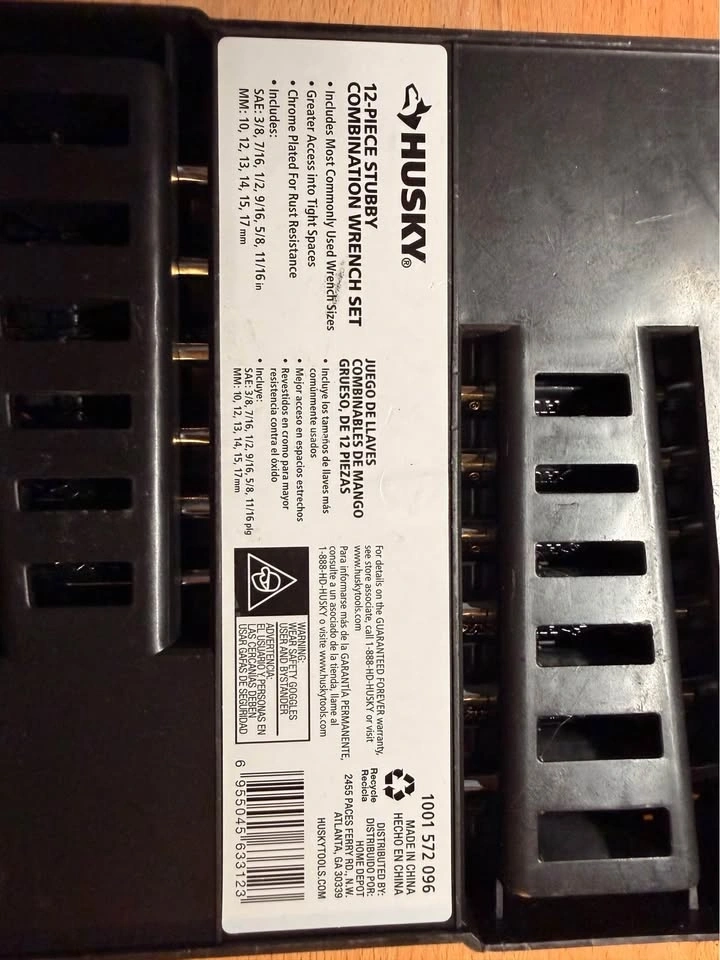 HUSKY®
12-PIECE STUBBY
COMBINATION WRENCH SET
• Includes Most Commonly Used Wrench Sizes
• Greater Access into Tight Spaces
• Chrome Plated For Rust Resistance
• Includes:
SAE: 3/8, 7/16, 1/2, 9/16, 5/8, 11/16 in
MM: 10, 12, 13, 14, 15, 17 mm
JUEGO DE LLAVES
COMBINABLES DE MANGO
GRUESO, DE 12 PIEZAS
• Incluye los tamaños de llaves más
comúnmente usados
• Mejor acceso en espacios estrechos
• Revestidos en cromo para mayor
resistencia contra el óxido
• Incluye:
SAE: 3/8, 7/16, 1/2, 9/16, 5/8, 11/16 plg
MM: 10, 12, 13, 14, 15, 17 mm
For details on the GUARANTEED FOREVER warranty,
see store associate, call 1-888-HD-HUSKY or visit
www.huskytools.com
Para informarse más de la GARANTÍA PERMANENTE,
consulte a un asociado de la tienda, llame al
1-888-HD-HUSKY o visite www.huskytools.com
WARNING:
WEAR SAFETY GOGGLES
USER AND BYSTANDER
ADVERTENCIA:
EL USUARIO Y PERSONAS EN
LAS CERCANÍAS DEBEN
USAR GAFAS DE SEGURIDAD
1001 572 096
MADE IN CHINA
HECHO EN CHINA
Recycle
Recicla
DISTRIBUTED BY:
DISTRIBUIDO POR:
HOME DEPOT
2455 PACES FERRY RD., N.W.
ATLANTA, GA 30339
HUSKYTOOLS.COM
6 955045 633123